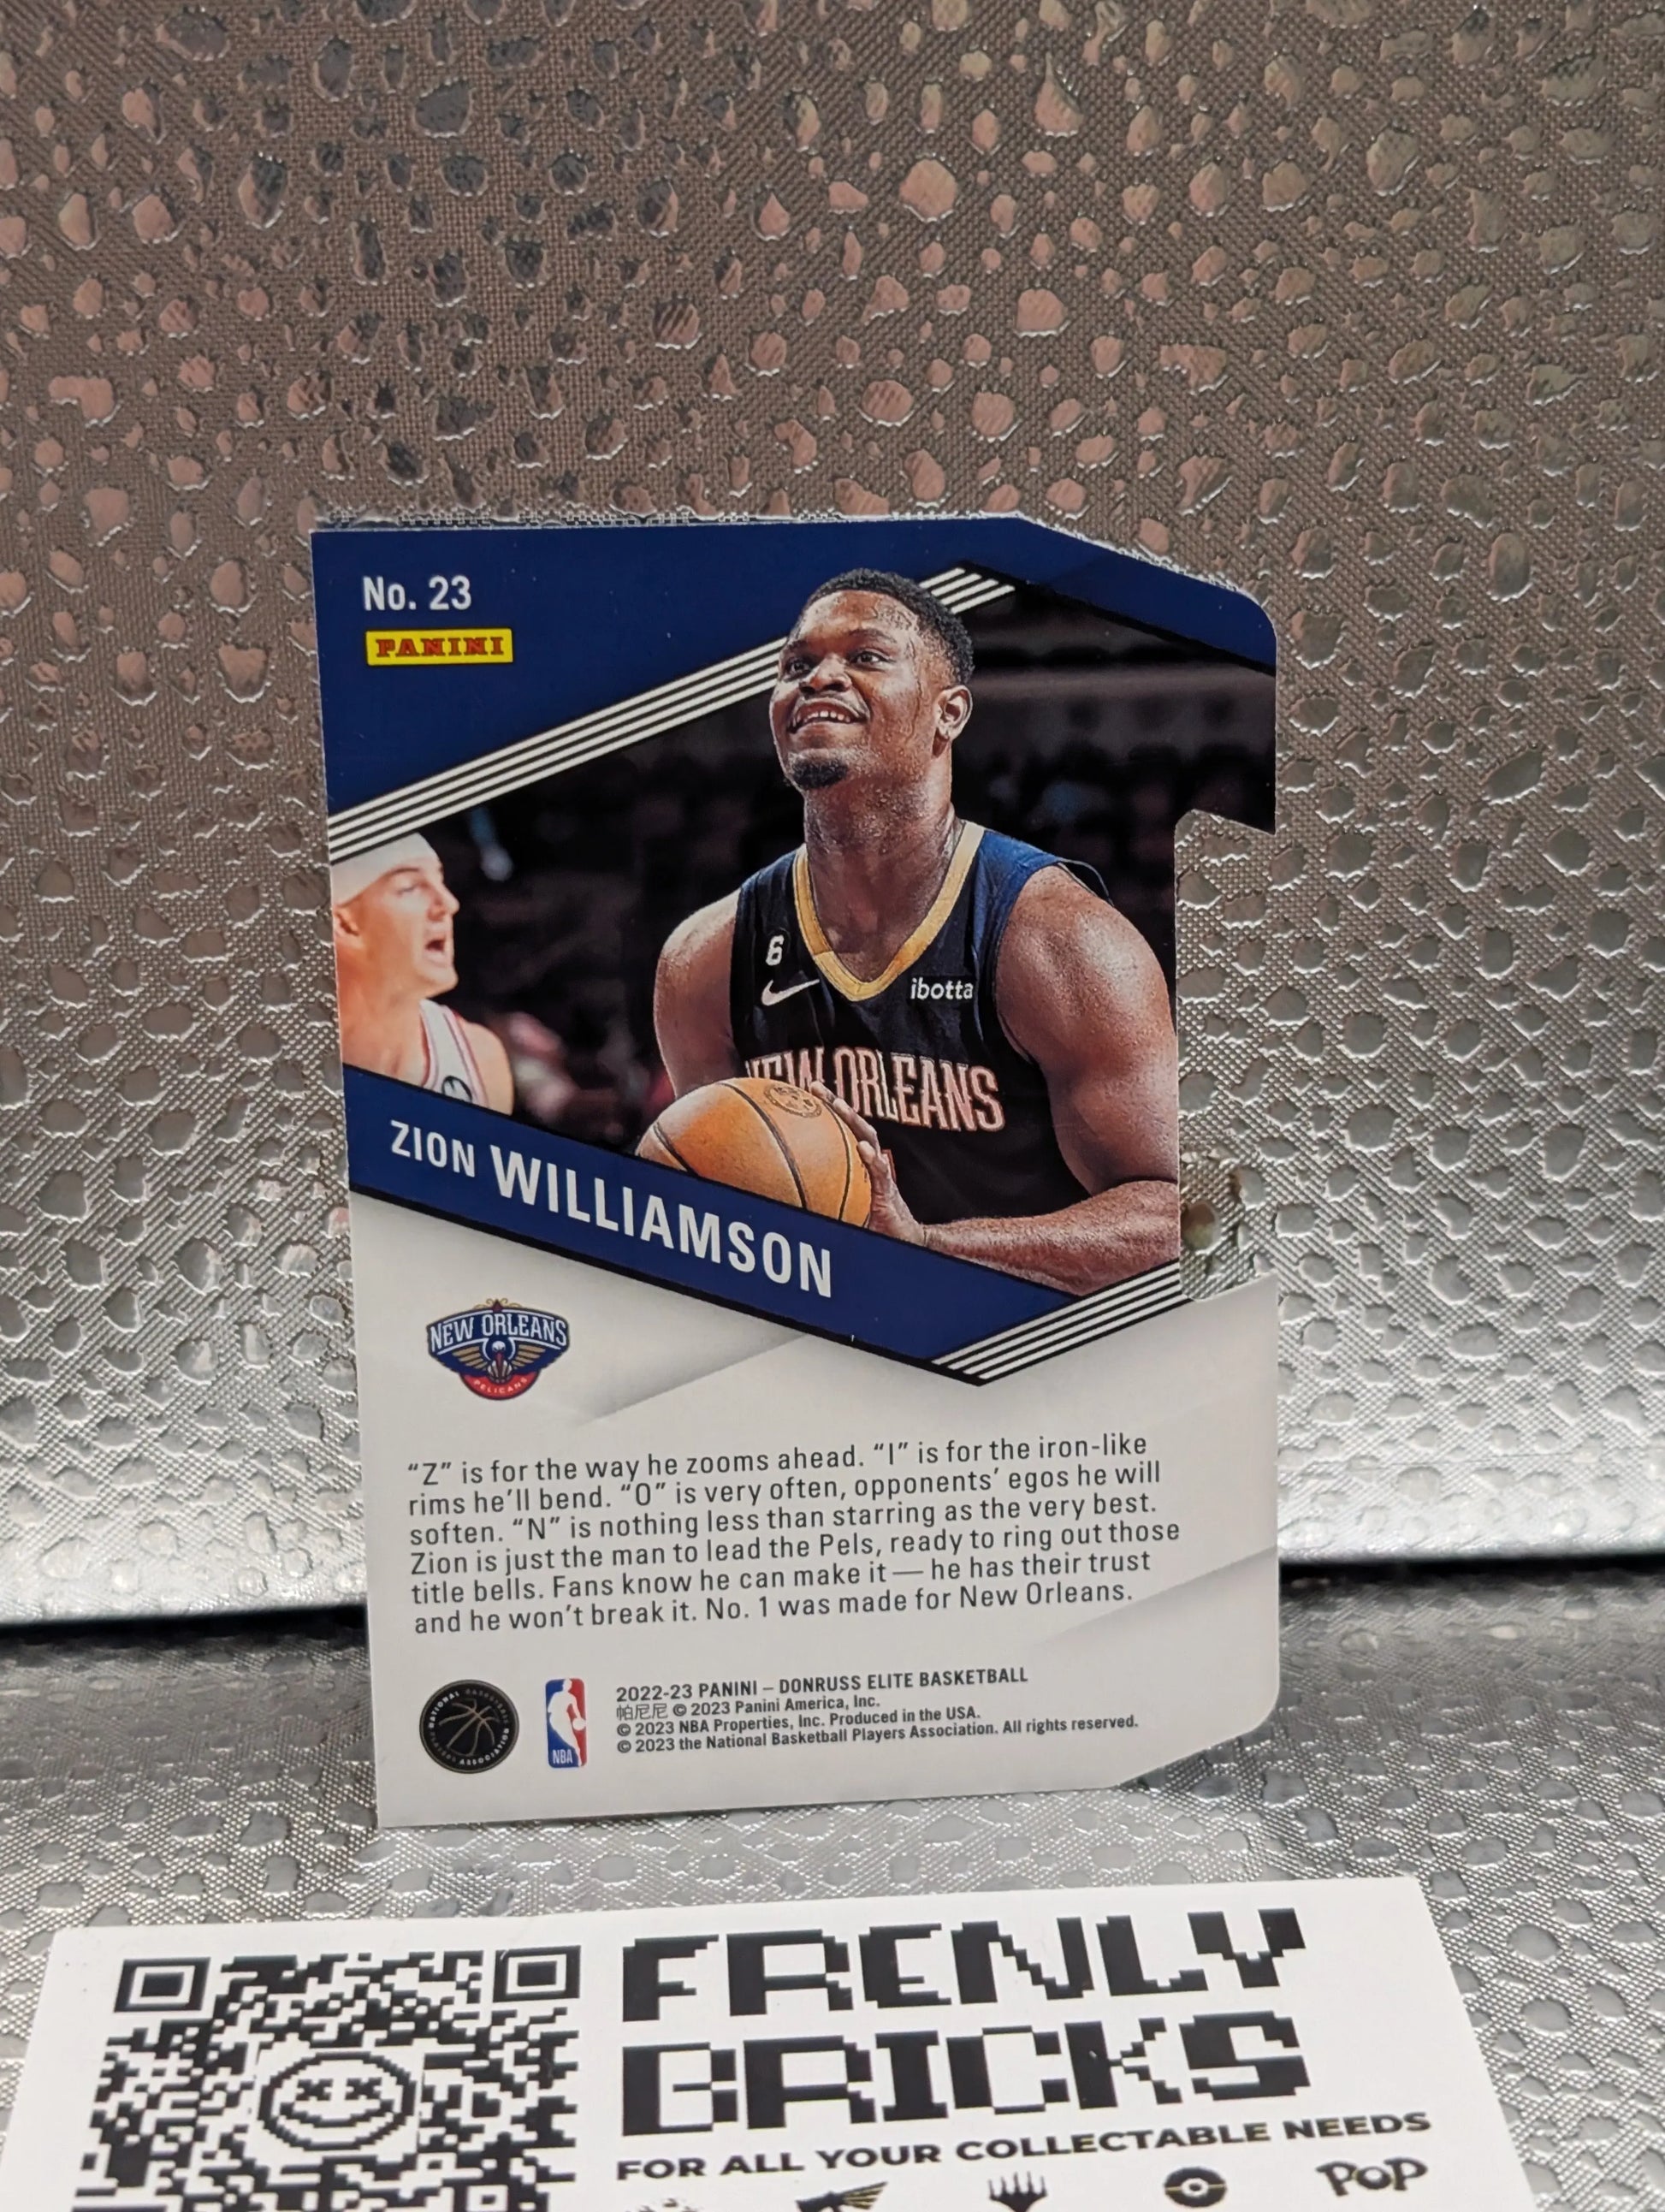 No. 23
PANINI
6
ibotta
NEW ORLEANS
ZION WILLIAMSON
NEW ORLEANS
PELICANS
“Z” is for the way he zooms ahead. “I” is for the iron-like
rims he’ll bend. “O” is very often, opponents’ egos he will
soften. “N” is nothing less than starring as the very best.
Zion is just the man to lead the Pels, ready to ring out those
title bells. Fans know he can make it — he has their trust
and he won’t break it. No. 1 was made for New Orleans.
NATIONAL BASKETBALL PLAYERS ASSOCIATION
NBA
2022-23 PANINI – DONRUSS ELITE BASKETBALL
帕尼尼 © 2023 Panini America, Inc.
© 2023 NBA Properties, Inc. Produced in the USA.
© 2023 the National Basketball Players Association. All rights reserved.
FRENLY
BRICKS
FOR ALL YOUR COLLECTABLE NEEDS
POP